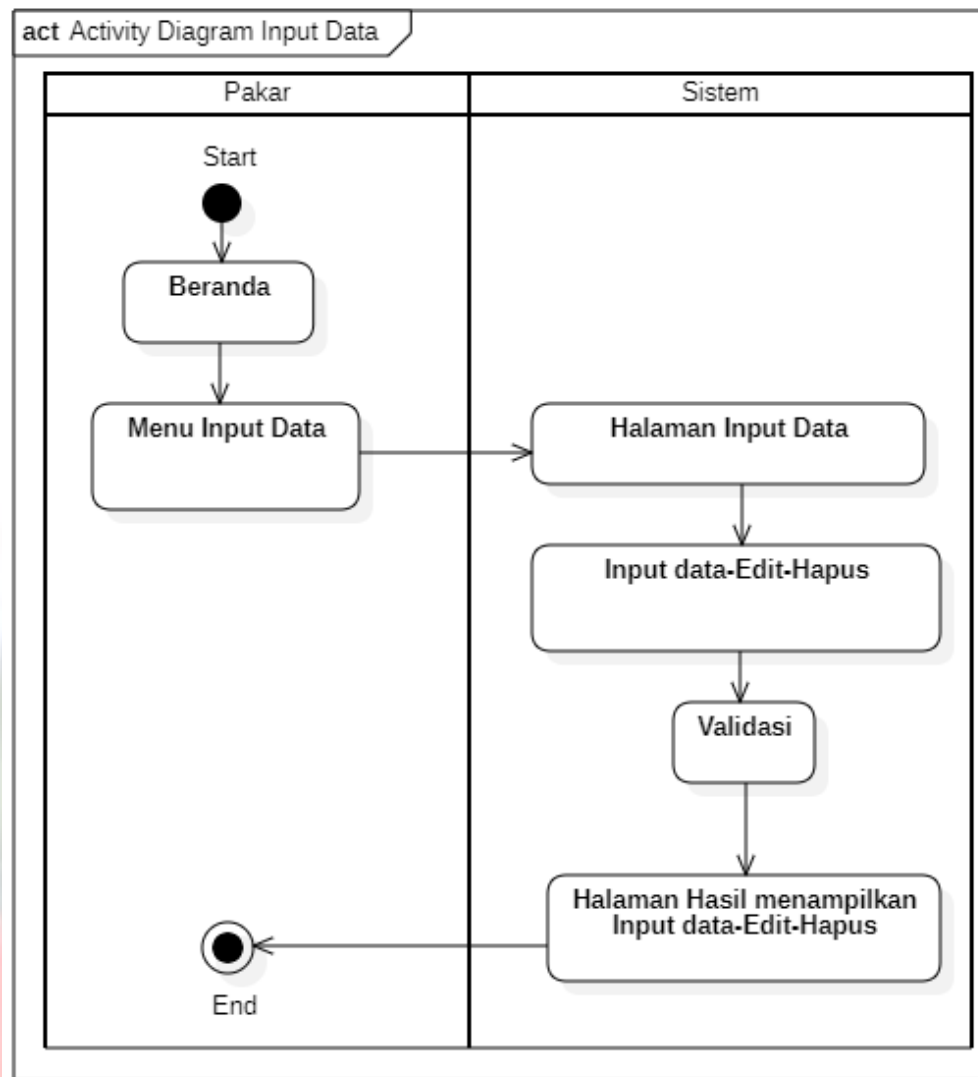 act Activity Diagram Input Data
Pakar
Sistem
Start
Beranda
Menu Input Data
Halaman Input Data
Input data-Edit-Hapus
Validasi
Halaman Hasil menampilkan
Input data-Edit-Hapus
End